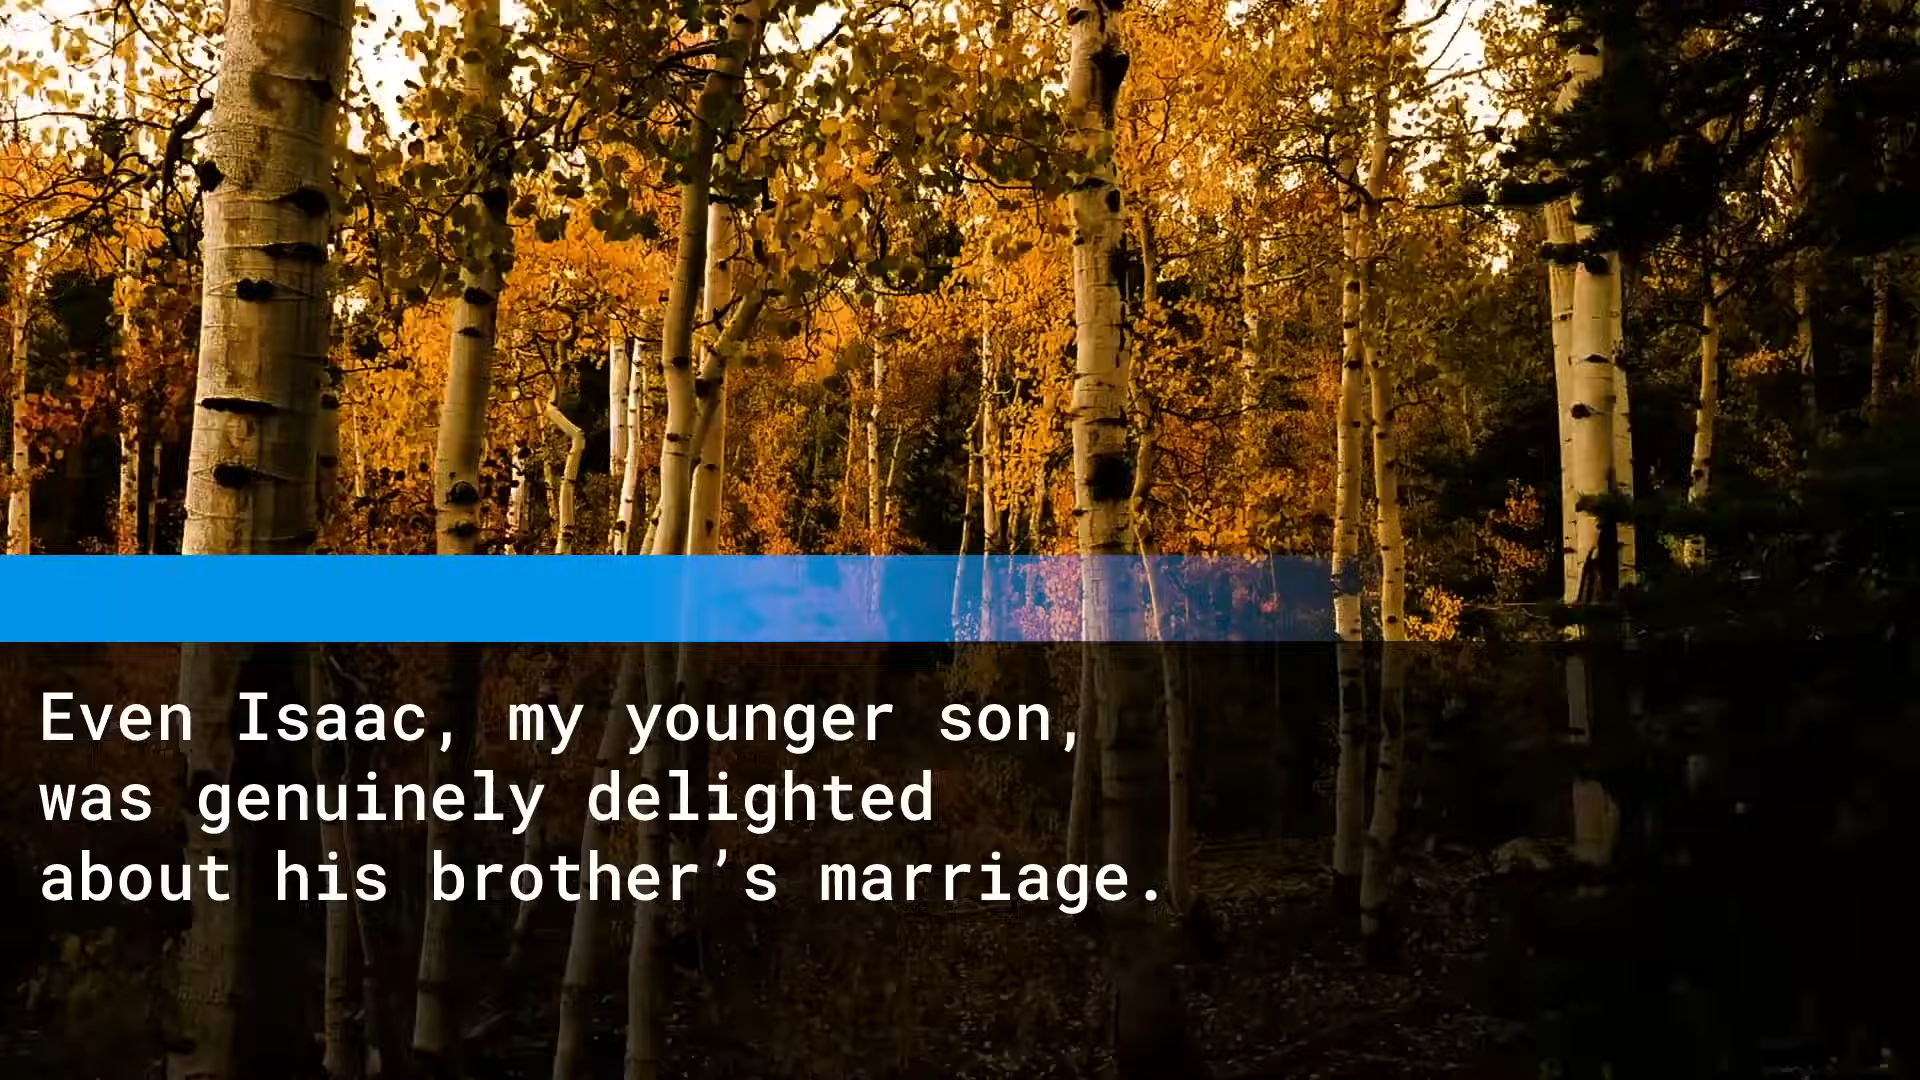 Even Isaac, my younger son,
was genuinely delighted
about his brother’s marriage.